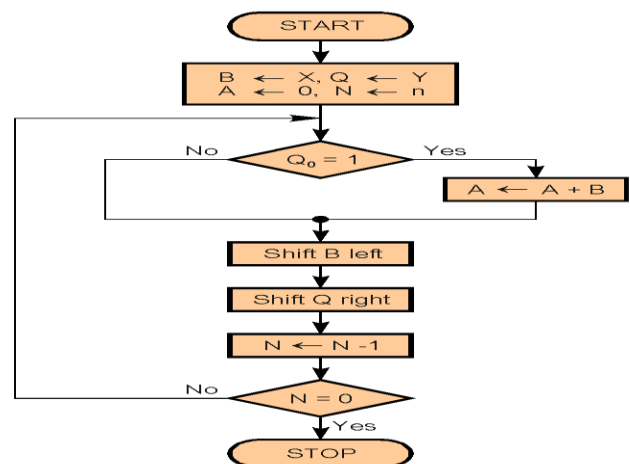 START
B ← X, Q ← Y
A ← 0, N ← n
No
Yes
Q₀ = 1
A ← A + B
Shift B left
Shift Q right
N ← N -1
No
N = 0
Yes
STOP